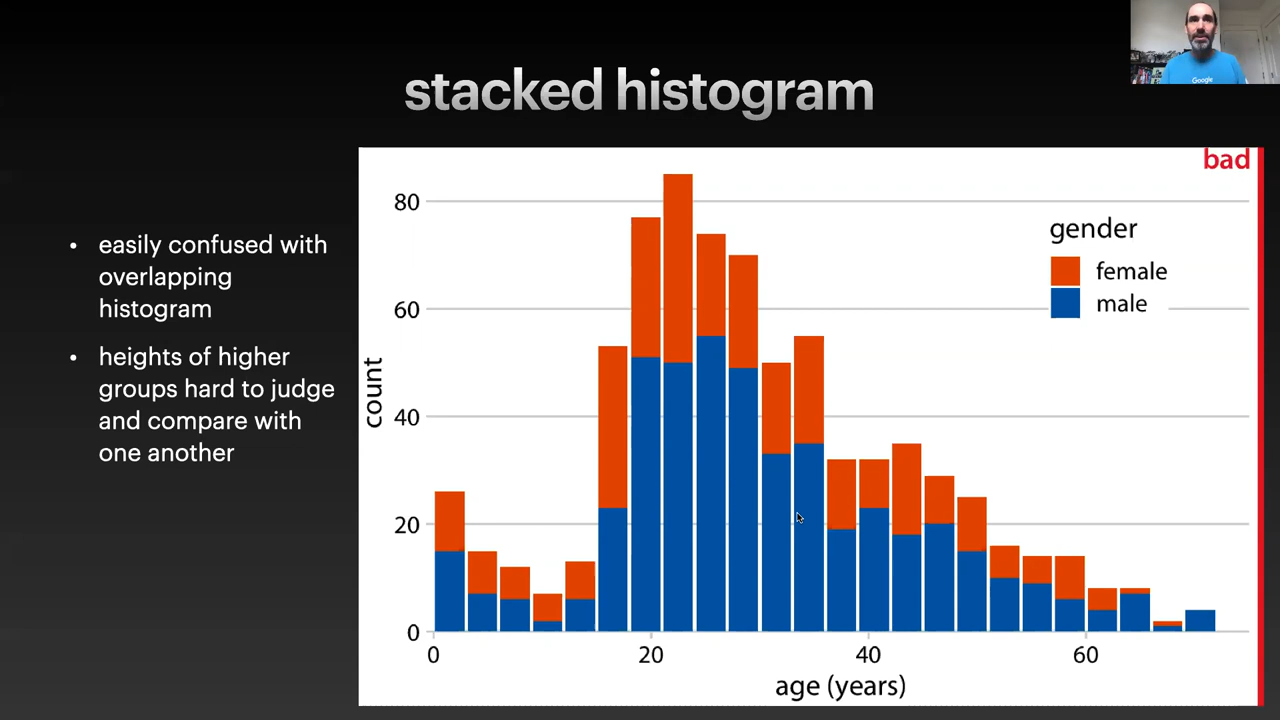 Google
stacked histogram
bad
• easily confused with
overlapping
histogram
• heights of higher
groups hard to judge
and compare with
one another
80
60
40
20
0
count
gender
female
male
0
20
40
60
age (years)